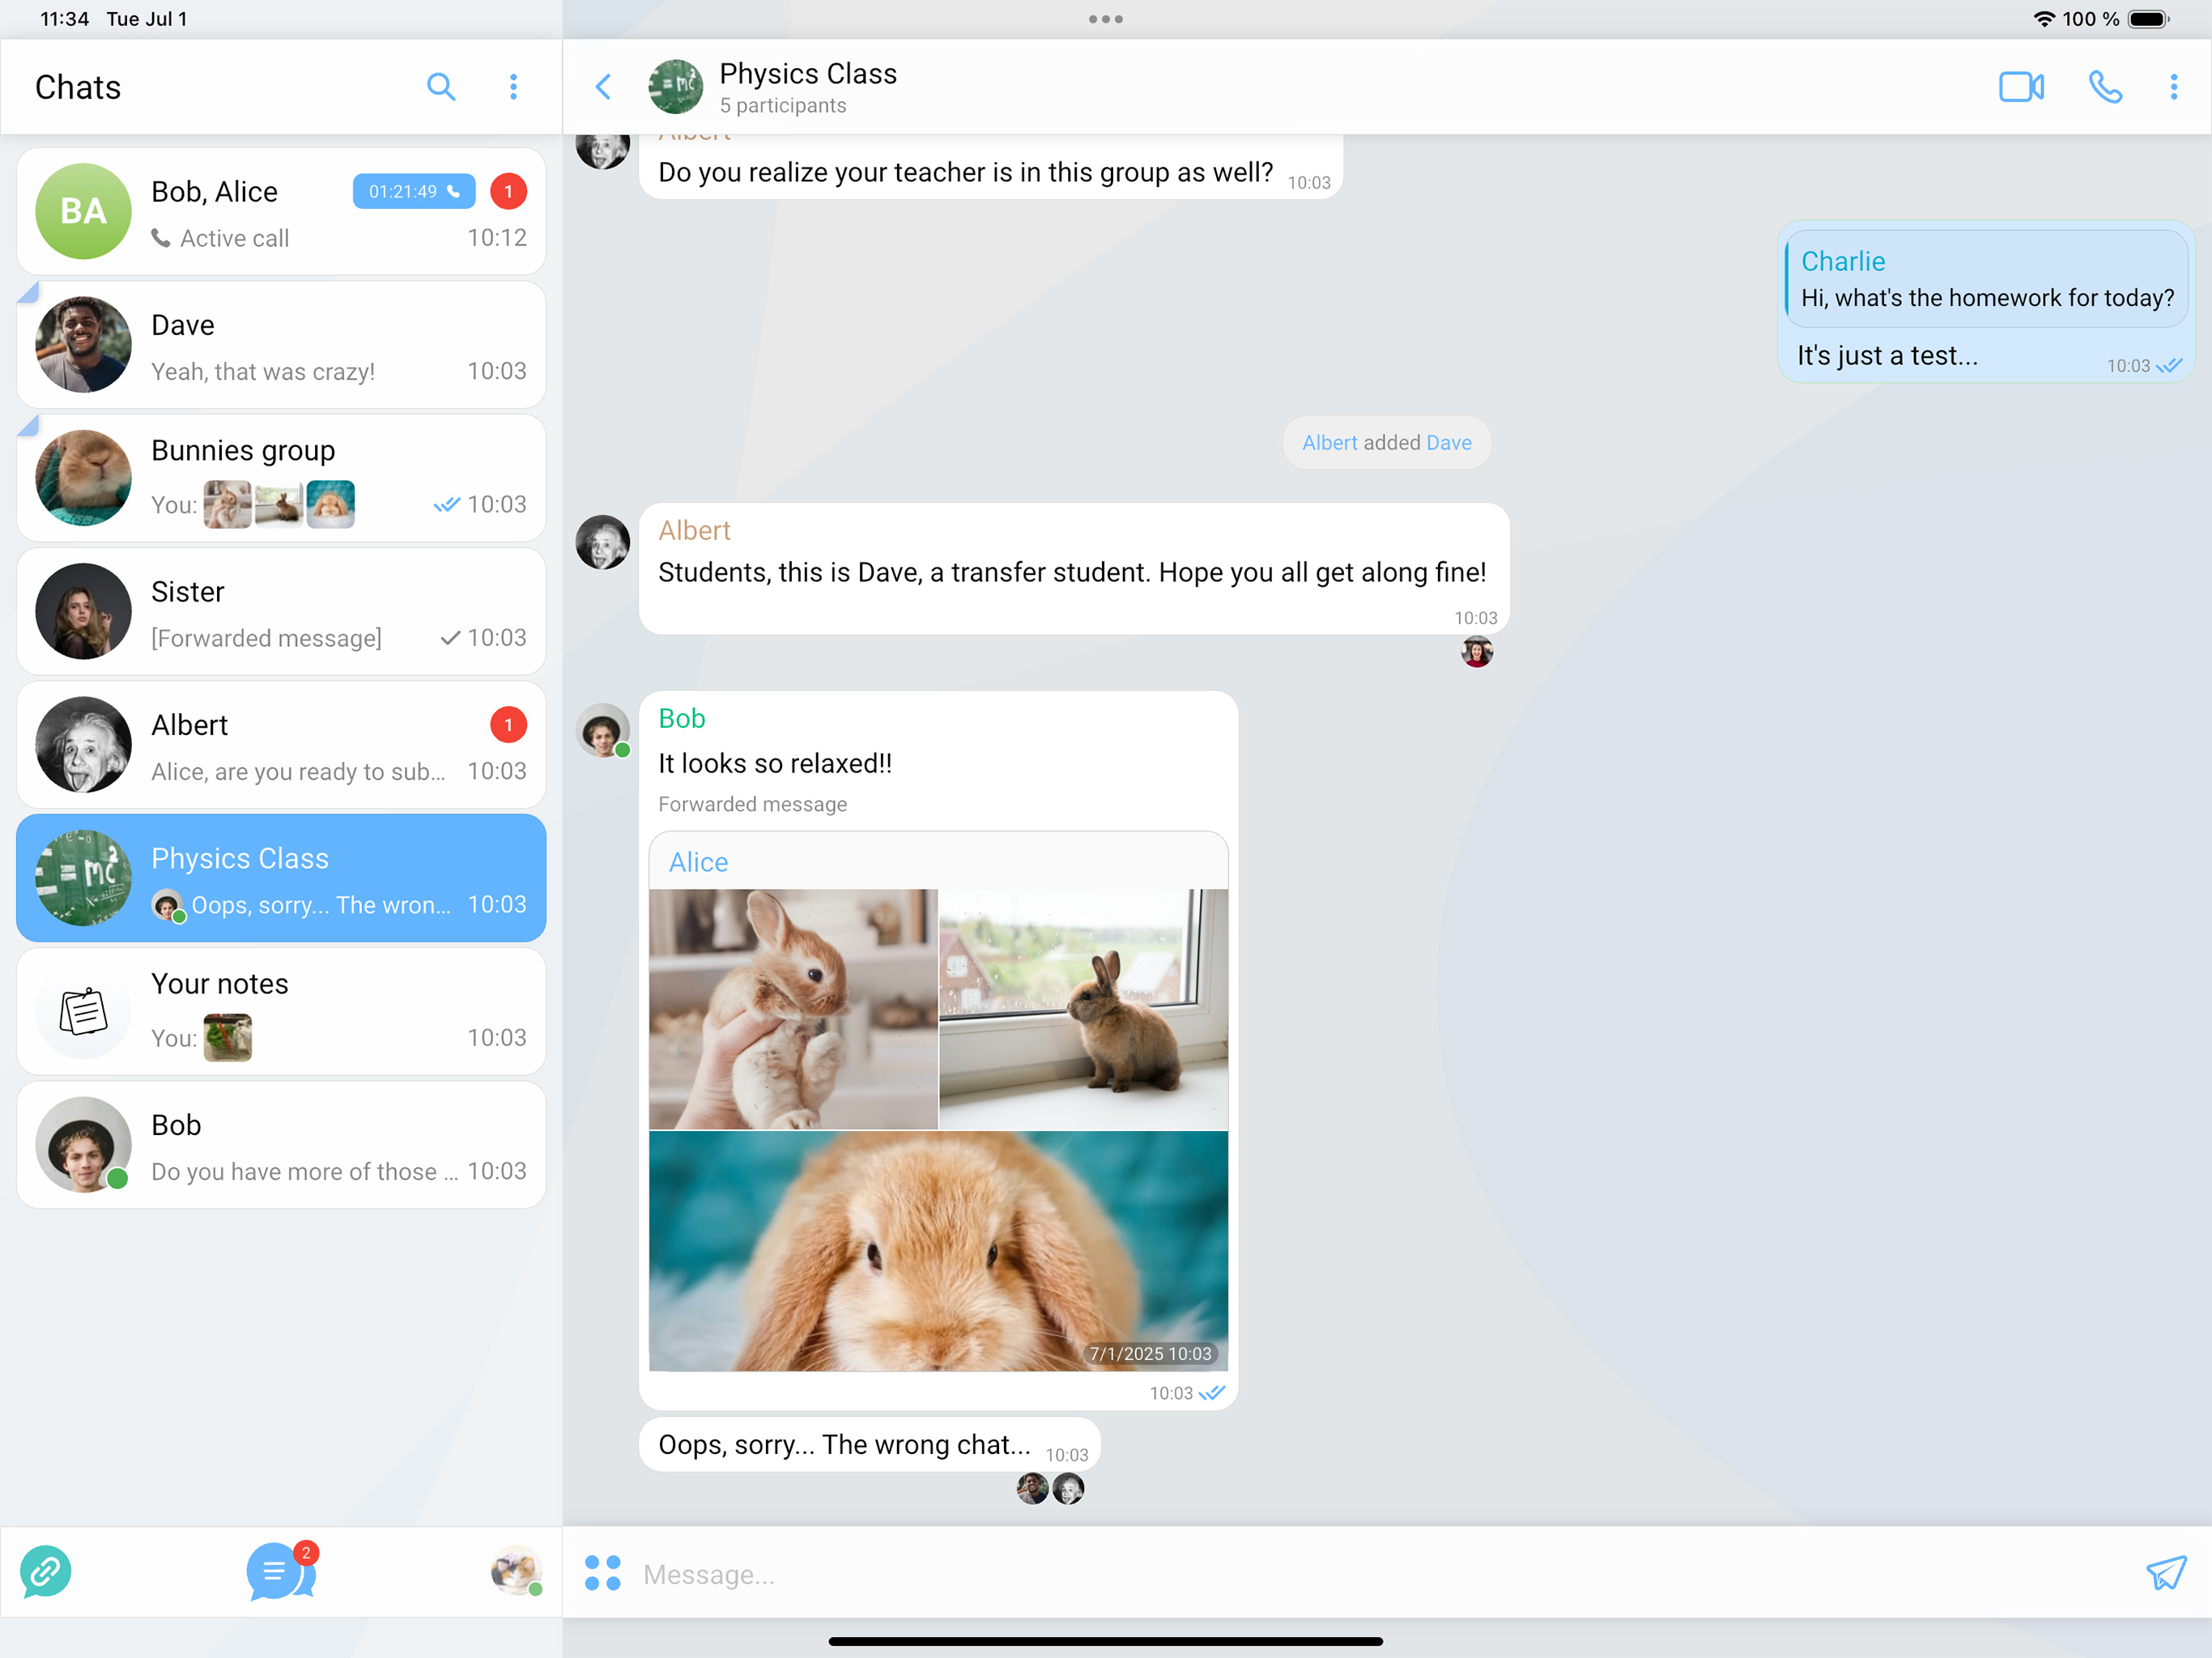 11:34 Tue Jul 1
100 %
Chats
BA
Bob, Alice
01:21:49
1
Active call
10:12
Dave
Yeah, that was crazy!
10:03
Bunnies group
You:
10:03
Sister
[Forwarded message]
10:03
Albert
1
Alice, are you ready to sub...
10:03
Physics Class
Oops, sorry... The wron...
10:03
Your notes
You:
10:03
Bob
Do you have more of those ...
10:03
2
Physics Class
5 participants
Albert
Do you realize your teacher is in this group as well?
10:03
Charlie
Hi, what's the homework for today?
It's just a test...
10:03
Albert added Dave
Albert
Students, this is Dave, a transfer student. Hope you all get along fine!
10:03
Bob
It looks so relaxed!!
Forwarded message
Alice
7/1/2025 10:03
10:03
Oops, sorry... The wrong chat...
10:03
Message...